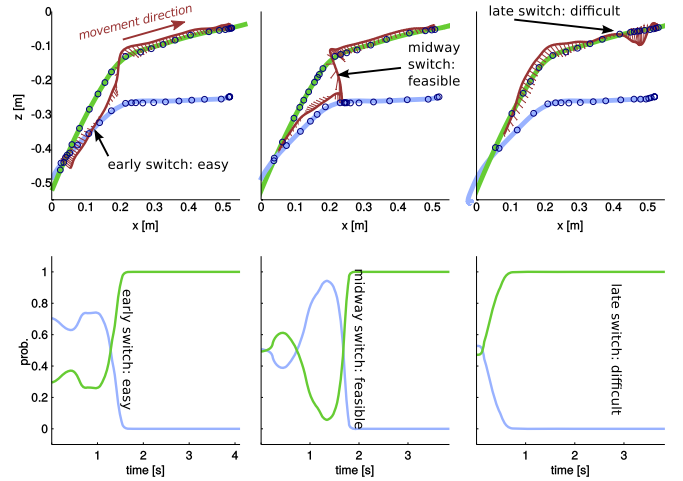 0
-0.1
-0.2
-0.3
-0.4
-0.5
z [m]
movement direction
early switch: easy
0 0.1 0.2 0.3 0.4 0.5
x [m]
midway
switch:
feasible
0 0.1 0.2 0.3 0.4 0.5
x [m]
late switch: difficult
0 0.1 0.2 0.3 0.4 0.5
x [m]
1
0.8
0.6
0.4
0.2
0
prob.
early switch: easy
1 2 3 4
time [s]
midway switch: feasible
1 2 3
time [s]
late switch: difficult
1 2 3
time [s]